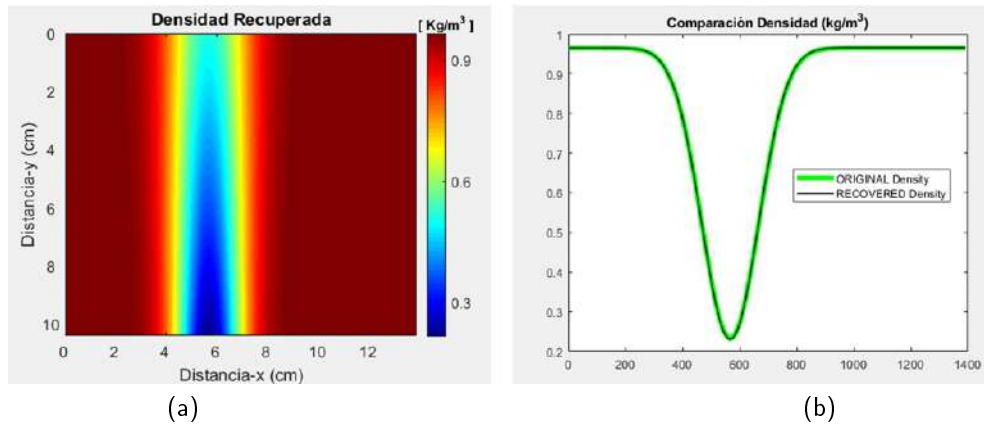 Densidad Recuperada
[ Kg/m³ ]
0
2
4
6
8
10
Distancia-y (cm)
0 2 4 6 8 10 12
Distancia-x (cm)
0.9
0.6
0.3
(a)
Comparación Densidad (kg/m³)
1
0.9
0.8
0.7
0.6
0.5
0.4
0.3
0.2
0 200 400 600 800 1000 1200 1400
ORIGINAL Density
RECOVERED Density
(b)